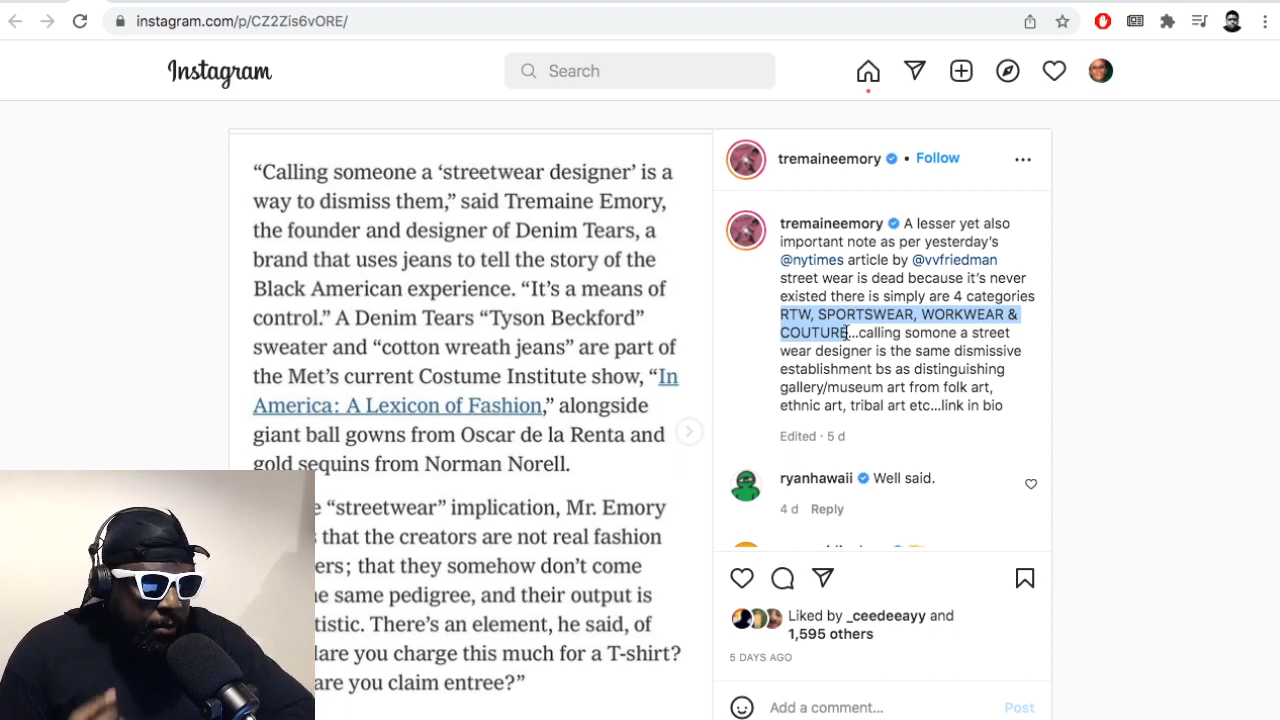 instagram.com/p/CZ2Zis6vORE/
Instagram
Search
“Calling someone a ‘streetwear designer’ is a
way to dismiss them,” said Tremaine Emory,
the founder and designer of Denim Tears, a
brand that uses jeans to tell the story of the
Black American experience. “It’s a means of
control.” A Denim Tears “Tyson Beckford”
sweater and “cotton wreath jeans” are part of
the Met’s current Costume Institute show, “In
America: A Lexicon of Fashion,” alongside
giant ball gowns from Oscar de la Renta and
gold sequins from Norman Norell.
“streetwear” implication, Mr. Emory
that the creators are not real fashion
ers; that they somehow don’t come
same pedigree, and their output is
tistic. There’s an element, he said, of
are you charge this much for a T-shirt?
are you claim entree?”
tremaineemory • Follow
tremaineemory A lesser yet also
important note as per yesterday’s
@nytimes article by @vvfriedman
street wear is dead because it’s never
existed there is simply are 4 categories
RTW, SPORTSWEAR, WORKWEAR &
COUTURE...calling somone a street
wear designer is the same dismissive
establishment bs as distinguishing
gallery/museum art from folk art,
ethnic art, tribal art etc...link in bio
Edited · 5 d
ryanhawaii Well said.
4 d Reply
Liked by _ceedeeayy and
1,595 others
5 DAYS AGO
Add a comment...
Post